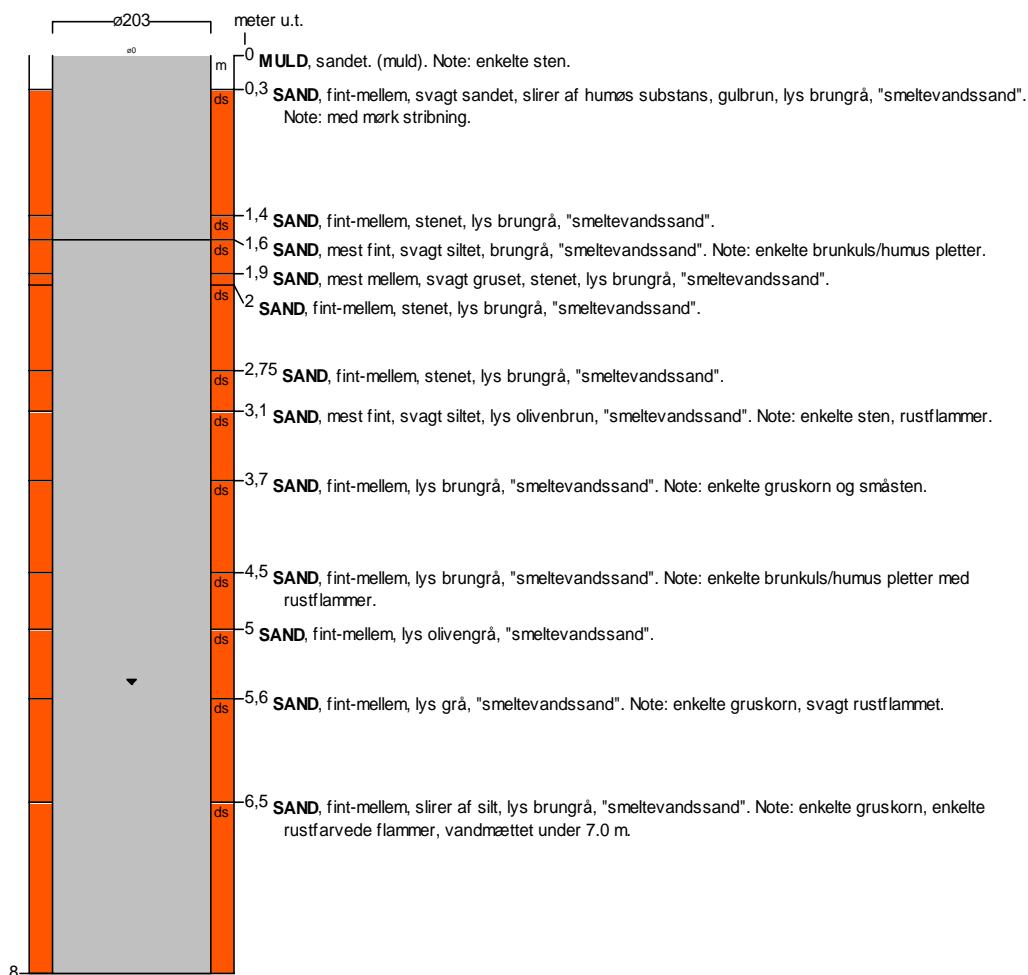 ø203
meter u.t.
ø0
m
0 MULD, sandet. (muld). Note: enkelte sten.
ds
0,3 SAND, fint-mellem, svagt sandet, slirer af humøs substans, gulbrun, lys brungrå, "smeltevandssand".
Note: med mørk stribning.
ds
1,4 SAND, fint-mellem, stenet, lys brungrå, "smeltevandssand".
ds
1,6 SAND, mest fint, svagt siltet, brungrå, "smeltevandssand". Note: enkelte brunkuls/humus pletter.
1,9 SAND, mest mellem, svagt gruset, stenet, lys brungrå, "smeltevandssand".
ds
2 SAND, fint-mellem, stenet, lys brungrå, "smeltevandssand".
ds
2,75 SAND, fint-mellem, stenet, lys brungrå, "smeltevandssand".
ds
3,1 SAND, mest fint, svagt siltet, lys olivenbrun, "smeltevandssand". Note: enkelte sten, rustflammer.
ds
3,7 SAND, fint-mellem, lys brungrå, "smeltevandssand". Note: enkelte gruskorn og småsten.
ds
4,5 SAND, fint-mellem, lys brungrå, "smeltevandssand". Note: enkelte brunkuls/humus pletter med
rustflammer.
ds
5 SAND, fint-mellem, lys olivengrå, "smeltevandssand".
ds
5,6 SAND, fint-mellem, lys grå, "smeltevandssand". Note: enkelte gruskorn, svagt rustflammet.
ds
6,5 SAND, fint-mellem, slirer af silt, lys brungrå, "smeltevandssand". Note: enkelte gruskorn, enkelte
rustfarvede flammer, vandmættet under 7.0 m.
8